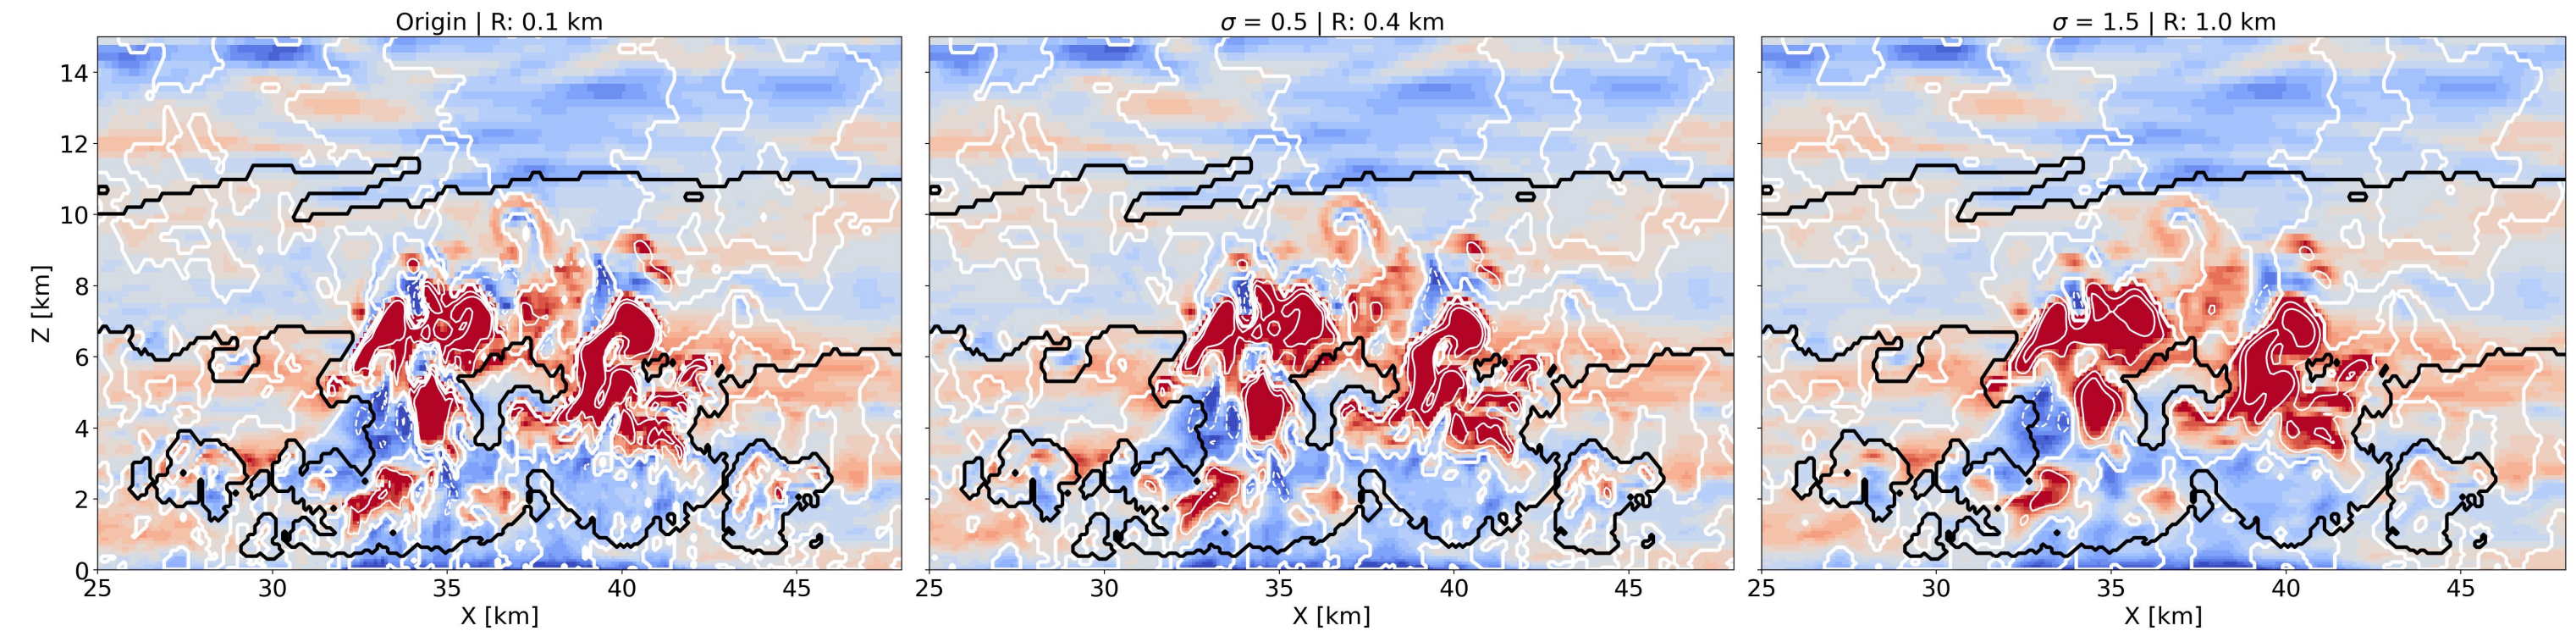 Origin | R: 0.1 km
σ = 0.5 | R: 0.4 km
σ = 1.5 | R: 1.0 km
Z [km]
14
12
10
8
6
4
2
0
25 30 35 40 45
25 30 35 40 45
25 30 35 40 45
X [km]
X [km]
X [km]